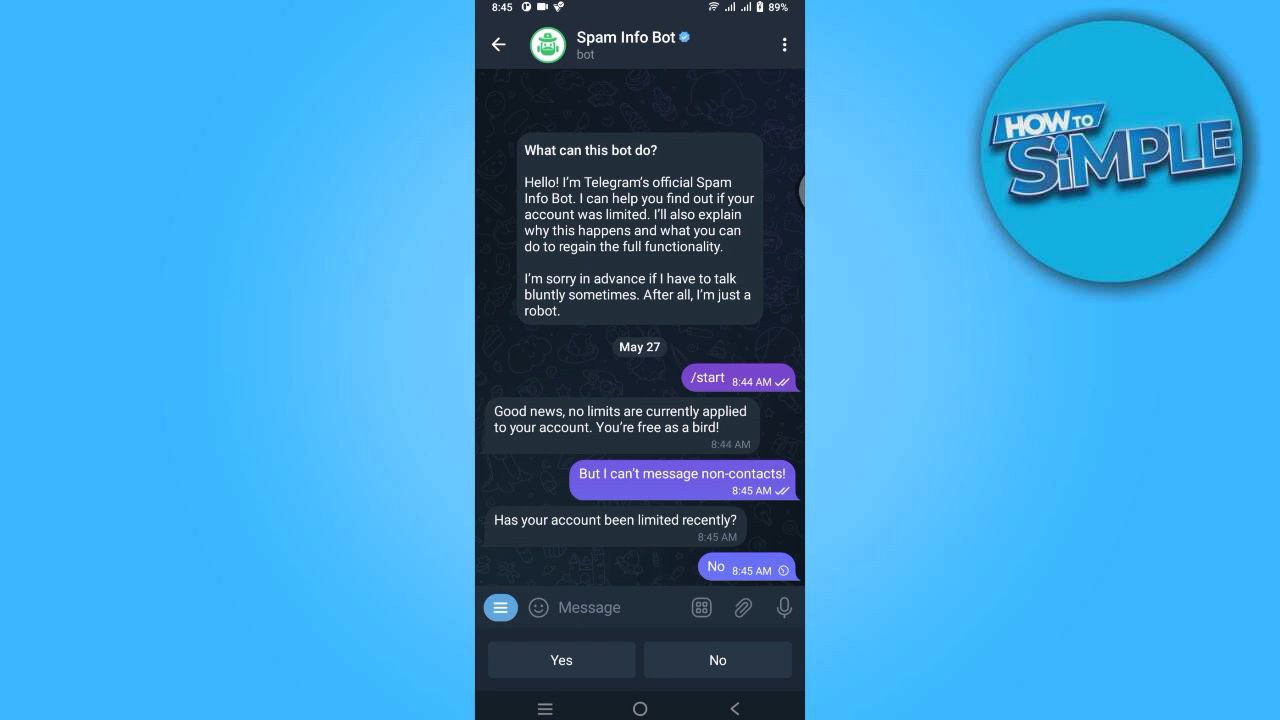 8:45
89%
Spam Info Bot
bot
What can this bot do?
Hello! I'm Telegram's official Spam
Info Bot. I can help you find out if your
account was limited. I'll also explain
why this happens and what you can
do to regain the full functionality.
I'm sorry in advance if I have to talk
bluntly sometimes. After all, I'm just a
robot.
May 27
/start 8:44 AM
Good news, no limits are currently applied
to your account. You're free as a bird!
8:44 AM
But I can't message non-contacts!
8:45 AM
Has your account been limited recently?
8:45 AM
No 8:45 AM
Message
Yes
No
HOW TO
SiMPLE